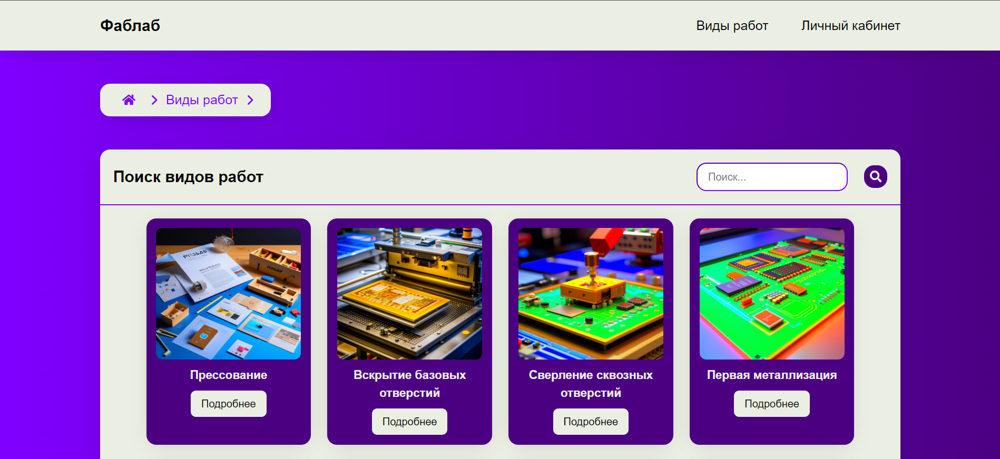 Фаблаб
Виды работ
Личный кабинет
Виды работ
Поиск видов работ
Поиск...
Прессование
Подробнее
Вскрытие базовых
отверстий
Подробнее
Сверление сквозных
отверстий
Подробнее
Первая металлизация
Подробнее